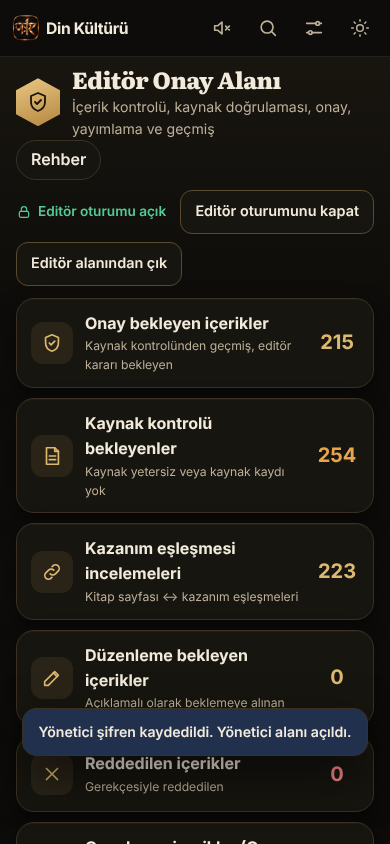 Din Kültürü
Editör Onay Alanı
İçerik kontrolü, kaynak doğrulaması, onay,
yayımlama ve geçmiş
Rehber
Editör oturumu açık
Editör oturumunu kapat
Editör alanından çık
Onay bekleyen içerikler
Kaynak kontrolünden geçmiş, editör
kararı bekleyen
215
Kaynak kontrolü
bekleyenler
Kaynak yetersiz veya kaynak kaydı
yok
254
Kazanım eşleşmesi
incelemeleri
Kitap sayfası ↔ kazanım eşleşmeleri
223
Düzenleme bekleyen
içerikler
Açıklamalı olarak beklemeye alınan
0
Yönetici şifren kaydedildi. Yönetici alanı açıldı.
Reddedilen içerikler
Gerekçesiyle reddedilen
0